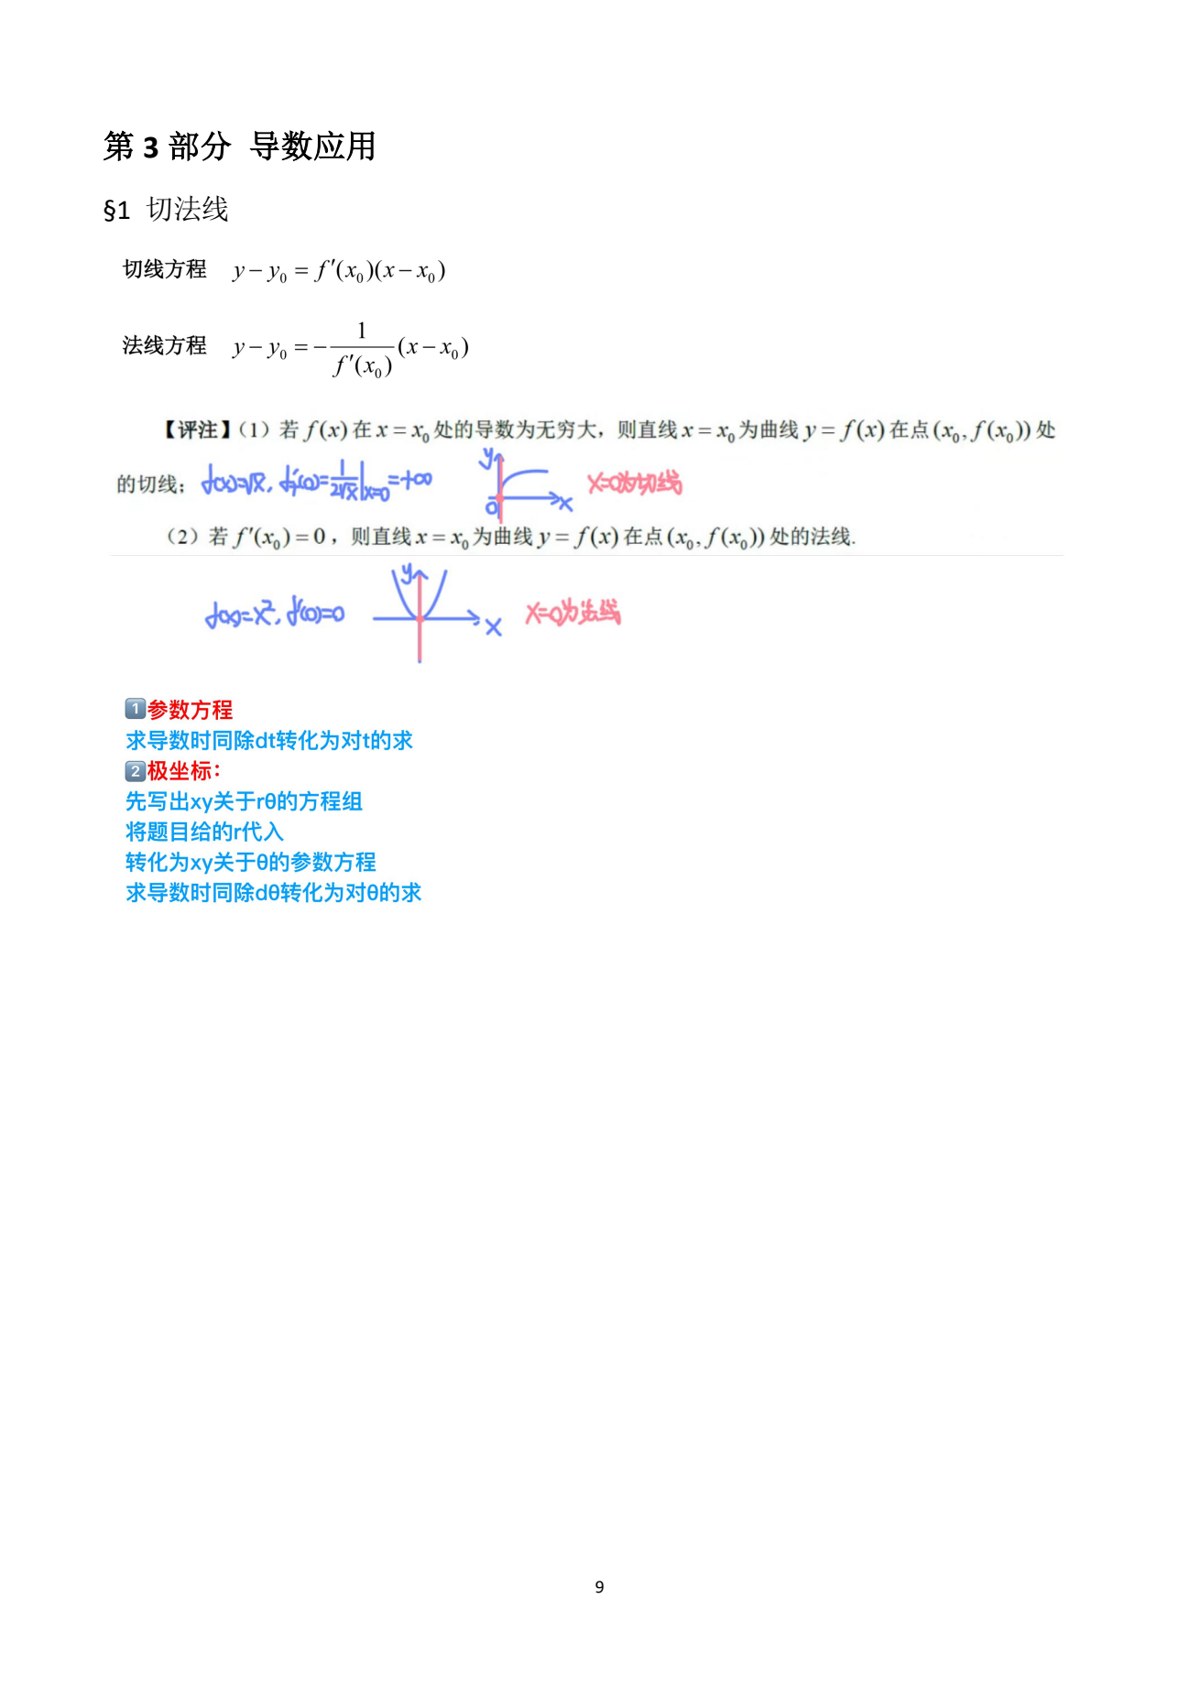 第 3 部分 导数应用
§1 切法线
切线方程 y − y₀ = f′(x₀)(x − x₀)
法线方程 y − y₀ = −1/f′(x₀) (x − x₀)
【评注】(1) 若 f(x) 在 x = x₀ 处的导数为无穷大，则直线 x = x₀ 为曲线 y = f(x) 在点 (x₀, f(x₀)) 处
的切线； f(x)=√x, f′₊(0)=1/(2√x)|x=0=+∞ y 0 x x=0为切线
(2) 若 f′(x₀) = 0，则直线 x = x₀ 为曲线 y = f(x) 在点 (x₀, f(x₀)) 处的法线.
f(x)=x², f′(0)=0 y x x=0为法线
1️⃣参数方程
求导数时同除dt转化为对t的求
2️⃣极坐标：
先写出xy关于rθ的方程组
将题目给的r代入
转化为xy关于θ的参数方程
求导数时同除dθ转化为对θ的求
9